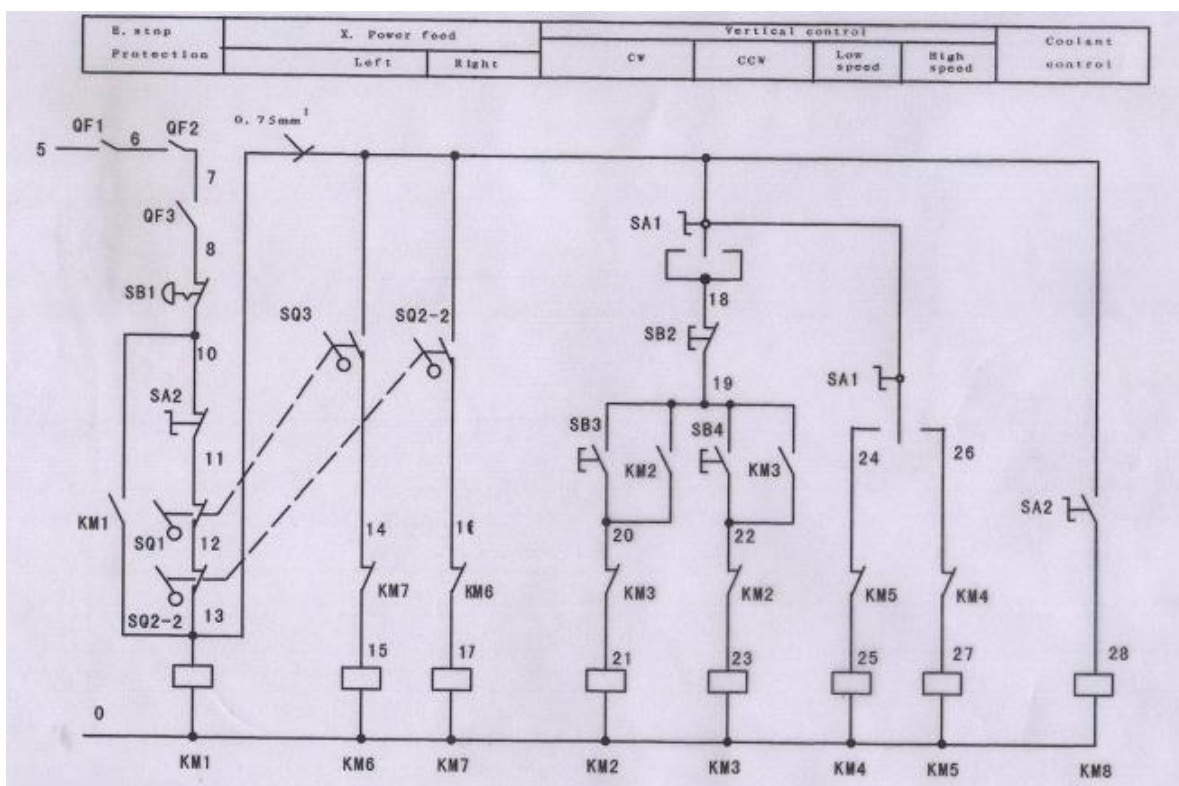 E. stop
Protection
X. Power feed
Left
Right
Vertical control
CW
CCW
Low
speed
High
speed
Coolant
control
0.75mm²
QF1
6
QF2
5
7
QF3
8
SB1
10
SA2
11
KM1
SQ1
12
SQ2-2
13
0
KM1
SQ3
14
KM7
15
KM6
SQ2-2
16
KM6
17
KM7
SA1
18
SB2
19
SB3
KM2
20
KM3
21
KM2
SB4
KM3
22
KM2
23
KM3
SA1
24
KM5
25
KM4
26
KM4
27
KM5
SA2
28
KM8